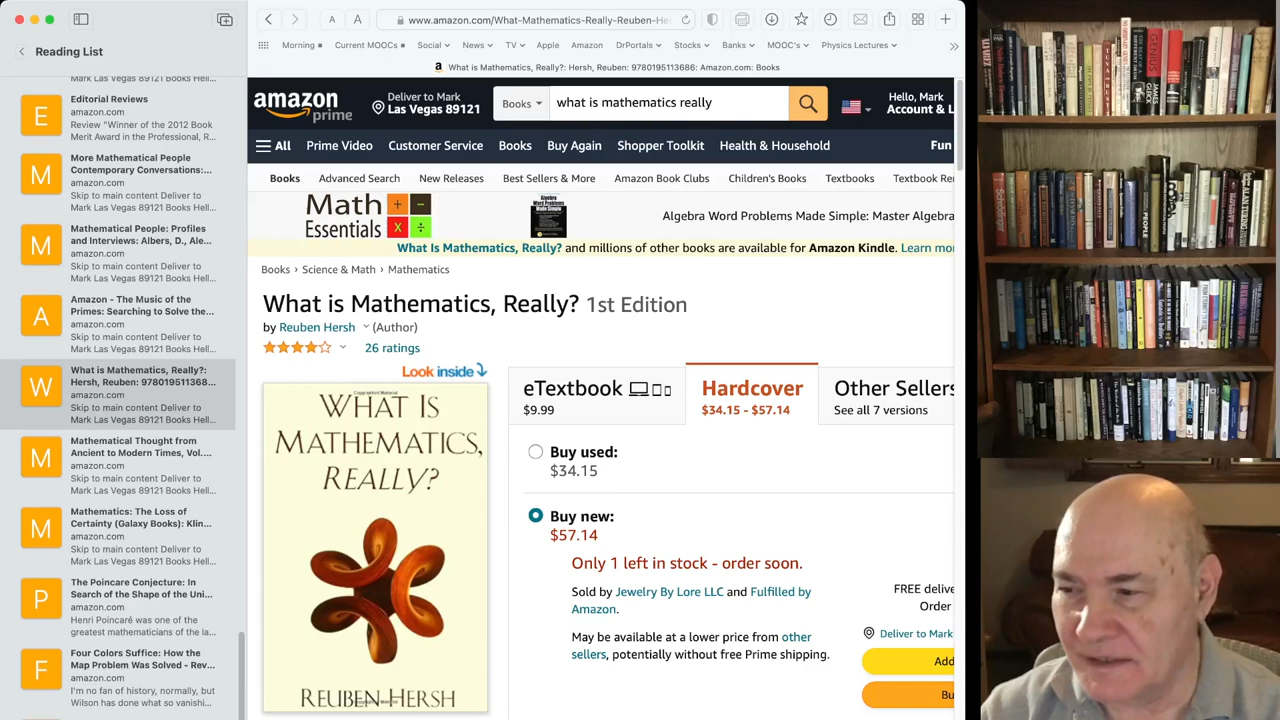 Reading List
Mark Las Vegas 89121 Books Hell...
Editorial Reviews
amazon.com
Review "Winner of the 2012 Book
Merit Award in the Professional, R...
More Mathematical People
Contemporary Conversations:...
amazon.com
Skip to main content Deliver to
Mark Las Vegas 89121 Books Hell...
Mathematical People: Profiles
and Interviews: Albers, D., Ale...
amazon.com
Skip to main content Deliver to
Mark Las Vegas 89121 Books Hell...
Amazon - The Music of the
Primes: Searching to Solve the...
amazon.com
Skip to main content Deliver to
Mark Las Vegas 89121 Books Hell...
What is Mathematics, Really?:
Hersh, Reuben: 978019511368...
amazon.com
Skip to main content Deliver to
Mark Las Vegas 89121 Books Hell...
Mathematical Thought from
Ancient to Modern Times, Vol....
amazon.com
Skip to main content Deliver to
Mark Las Vegas 89121 Books Hell...
Mathematics: The Loss of
Certainty (Galaxy Books): Klin...
amazon.com
Skip to main content Deliver to
Mark Las Vegas 89121 Books Hell...
The Poincare Conjecture: In
Search of the Shape of the Uni...
amazon.com
Henri Poincaré was one of the
greatest mathematicians of the la...
Four Colors Suffice: How the
Map Problem Was Solved - Rev...
amazon.com
I'm no fan of history, normally, but
Wilson has done what so vanishi...
E
M
M
A
W
M
M
P
F
A A www.amazon.com/What-Mathematics-Really-Reuben-He
Morning Current MOOCs Social News TV Apple Amazon DrPortals Stocks Banks MOOC's Physics Lectures
a What is Mathematics, Really?: Hersh, Reuben: 9780195113686: Amazon.com: Books
amazon prime
Deliver to Mark
Las Vegas 89121
Books what is mathematics really
Hello, Mark
Account & L
All Prime Video Customer Service Books Buy Again Shopper Toolkit Health & Household Fun
Books Advanced Search New Releases Best Sellers & More Amazon Book Clubs Children's Books Textbooks Textbook Re
Math
Essentials
+ −
x ÷
Algebra Word Problems Made Simple: Master Algebra
What Is Mathematics, Really? and millions of other books are available for Amazon Kindle. Learn mo
Books › Science & Math › Mathematics
What is Mathematics, Really? 1st Edition
by Reuben Hersh (Author)
26 ratings
Look inside
WHAT IS
MATHEMATICS,
REALLY?
REUBEN HERSH
eTextbook
$9.99
Hardcover
$34.15 - $57.14
Other Sellers
See all 7 versions
Buy used:
$34.15
Buy new:
$57.14
Only 1 left in stock - order soon.
Sold by Jewelry By Lore LLC and Fulfilled by
Amazon.
May be available at a lower price from other
sellers, potentially without free Prime shipping.
FREE delive
Order
Deliver to Mark
Add
Bu